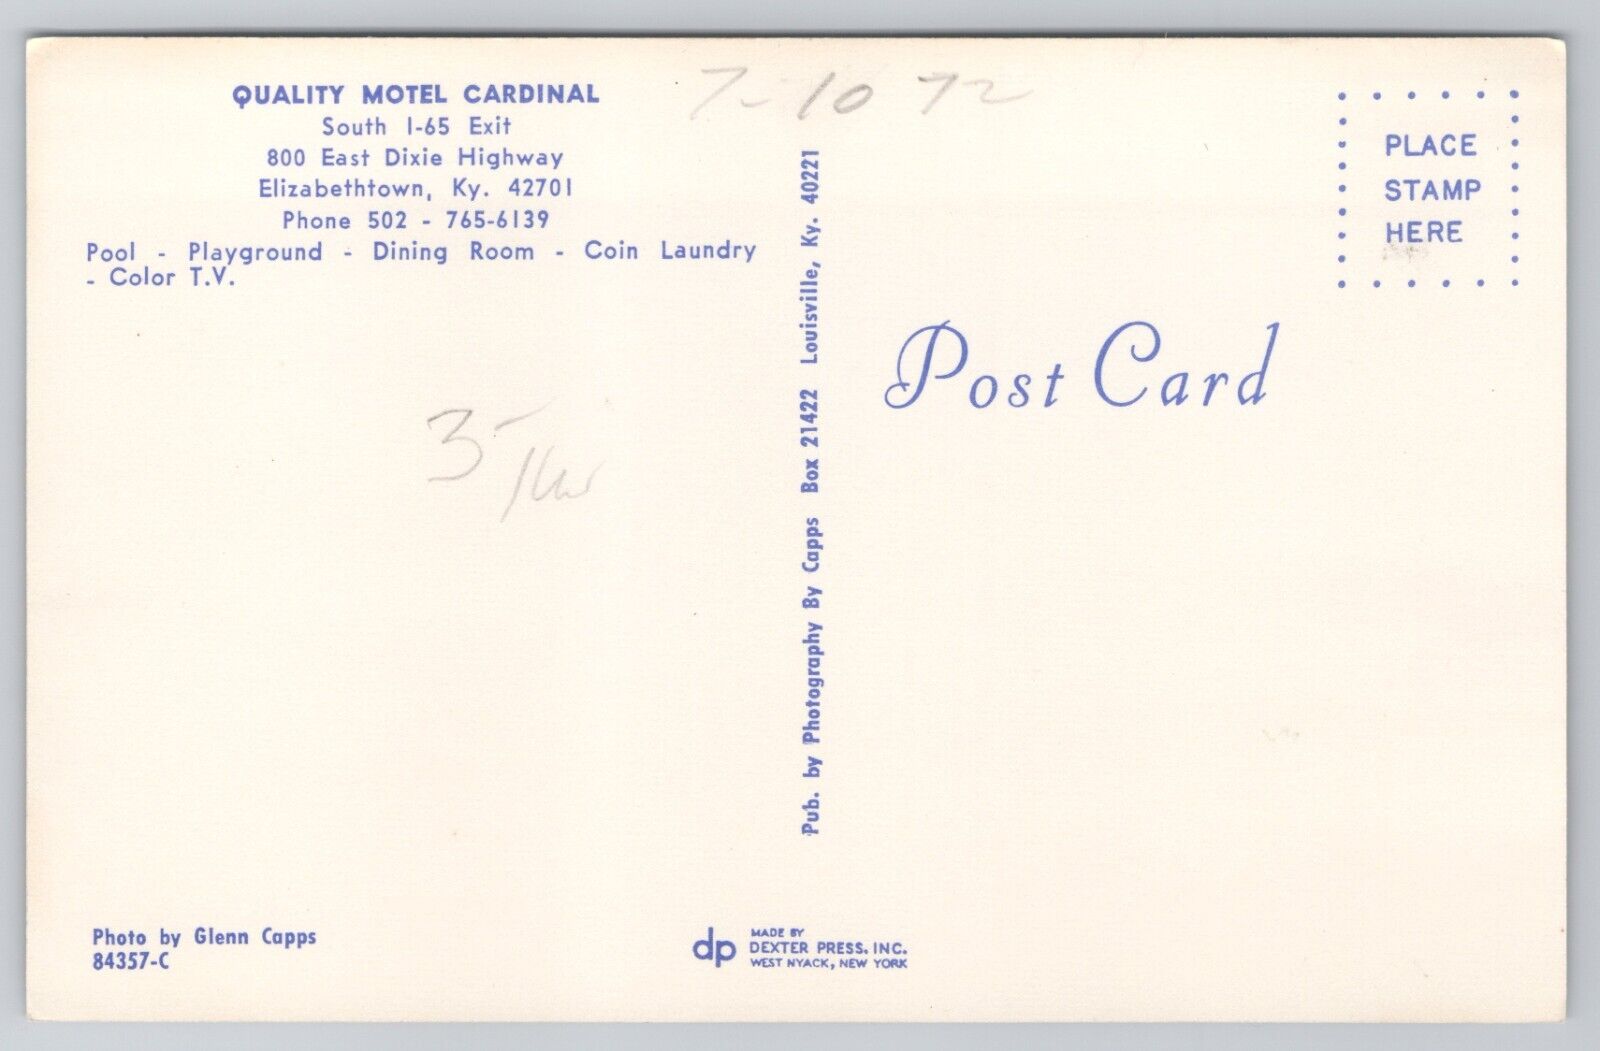 QUALITY MOTEL CARDINAL
South I-65 Exit
800 East Dixie Highway
Elizabethtown, Ky. 42701
Phone 502 - 765-6139
Pool - Playground - Dining Room - Coin Laundry
- Color T.V.
7-10 72
3-
Pub. by Photography By Capps Box 21422 Louisville, Ky. 40221
PLACE
STAMP
HERE
Post Card
Photo by Glenn Capps
84357-C
dp
MADE BY
DEXTER PRESS, INC.
WEST NYACK, NEW YORK